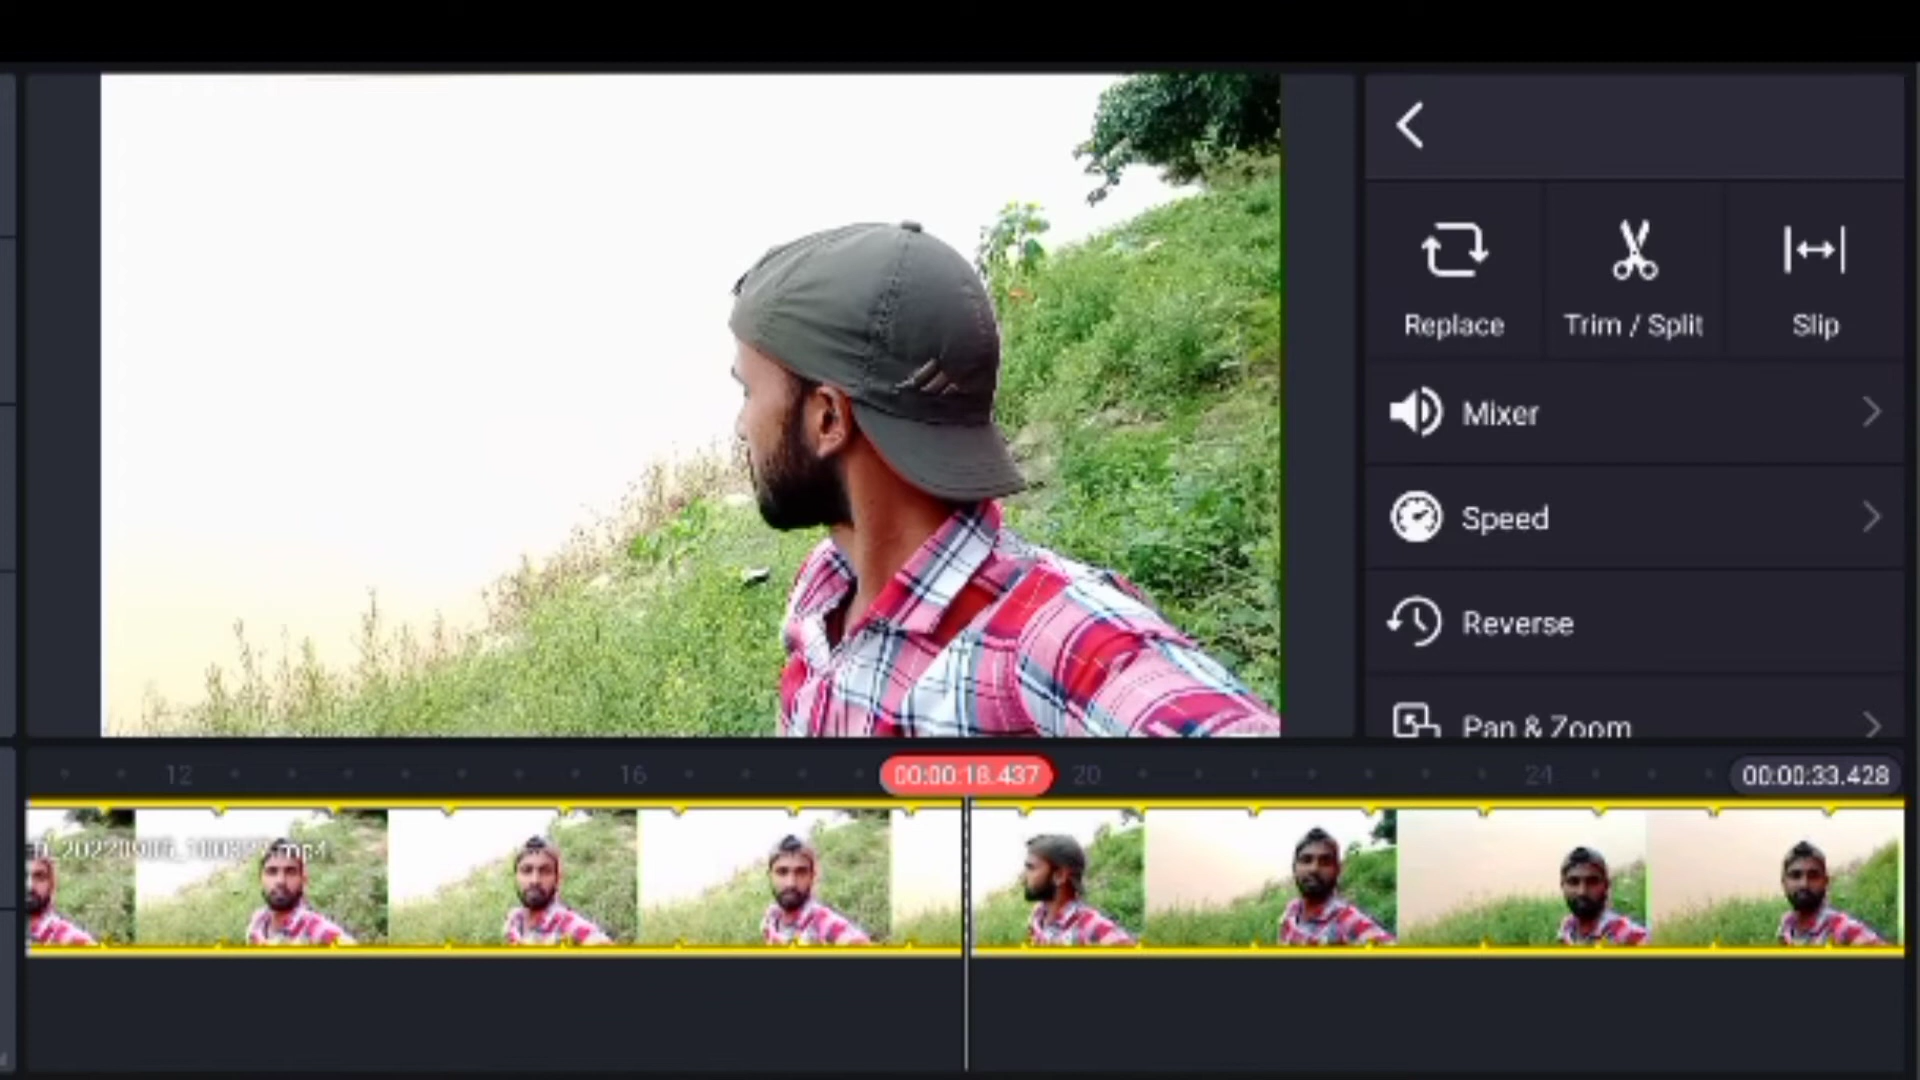 Replace
Trim / Split
Slip
Mixer
Speed
Reverse
Pan & Zoom
12
16
00:00:18.437
20
24
00:00:33.428